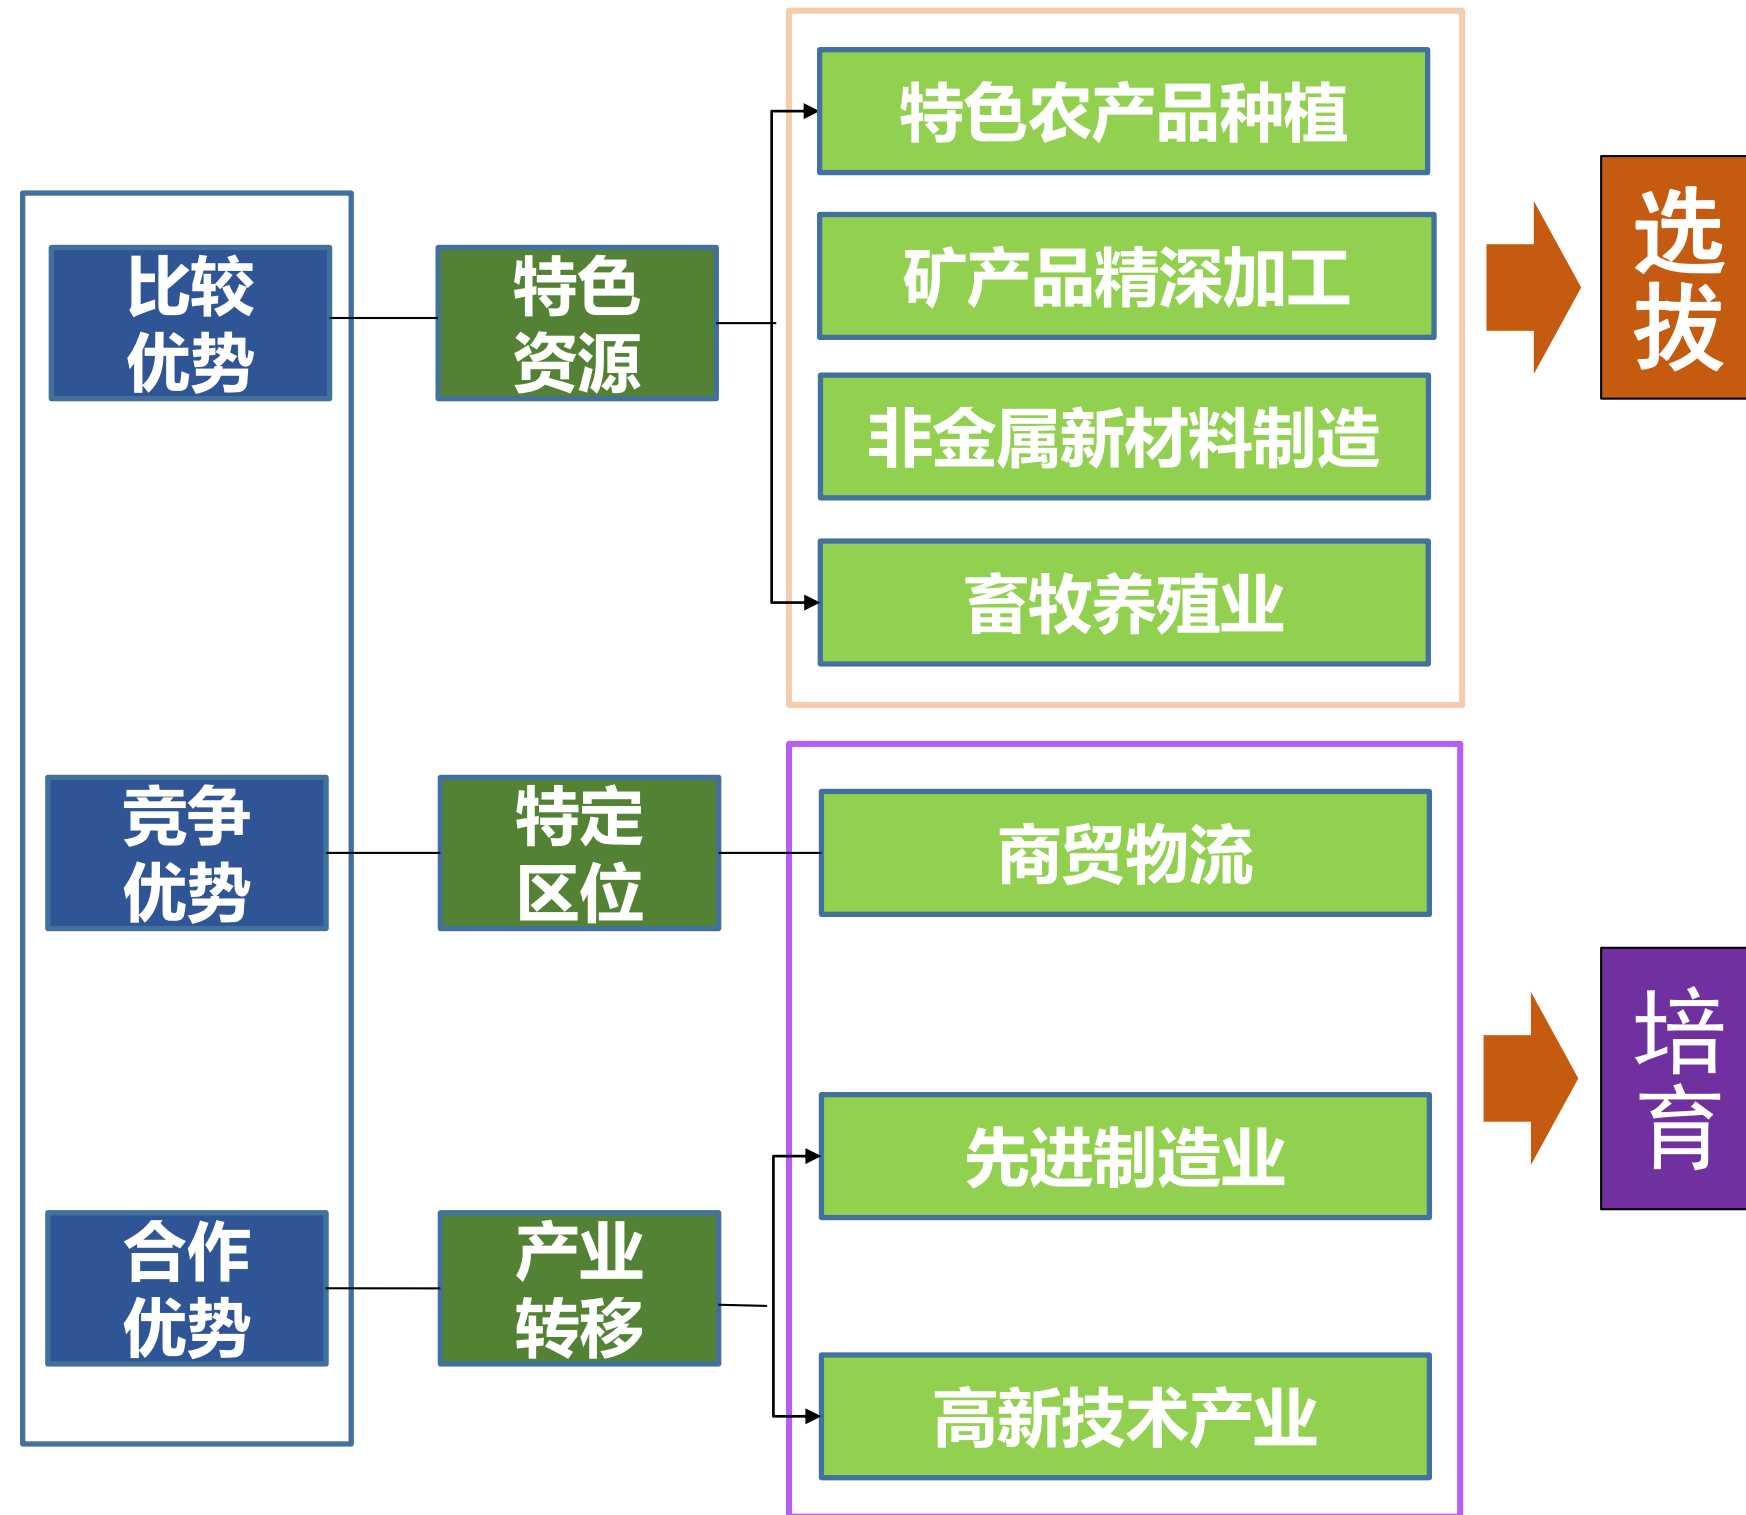 特色农产品种植
矿产品精深加工
非金属新材料制造
畜牧养殖业
比较
优势
特色
资源
选
拔
竞争
优势
特定
区位
商贸物流
合作
优势
产业
转移
先进制造业
高新技术产业
培
育